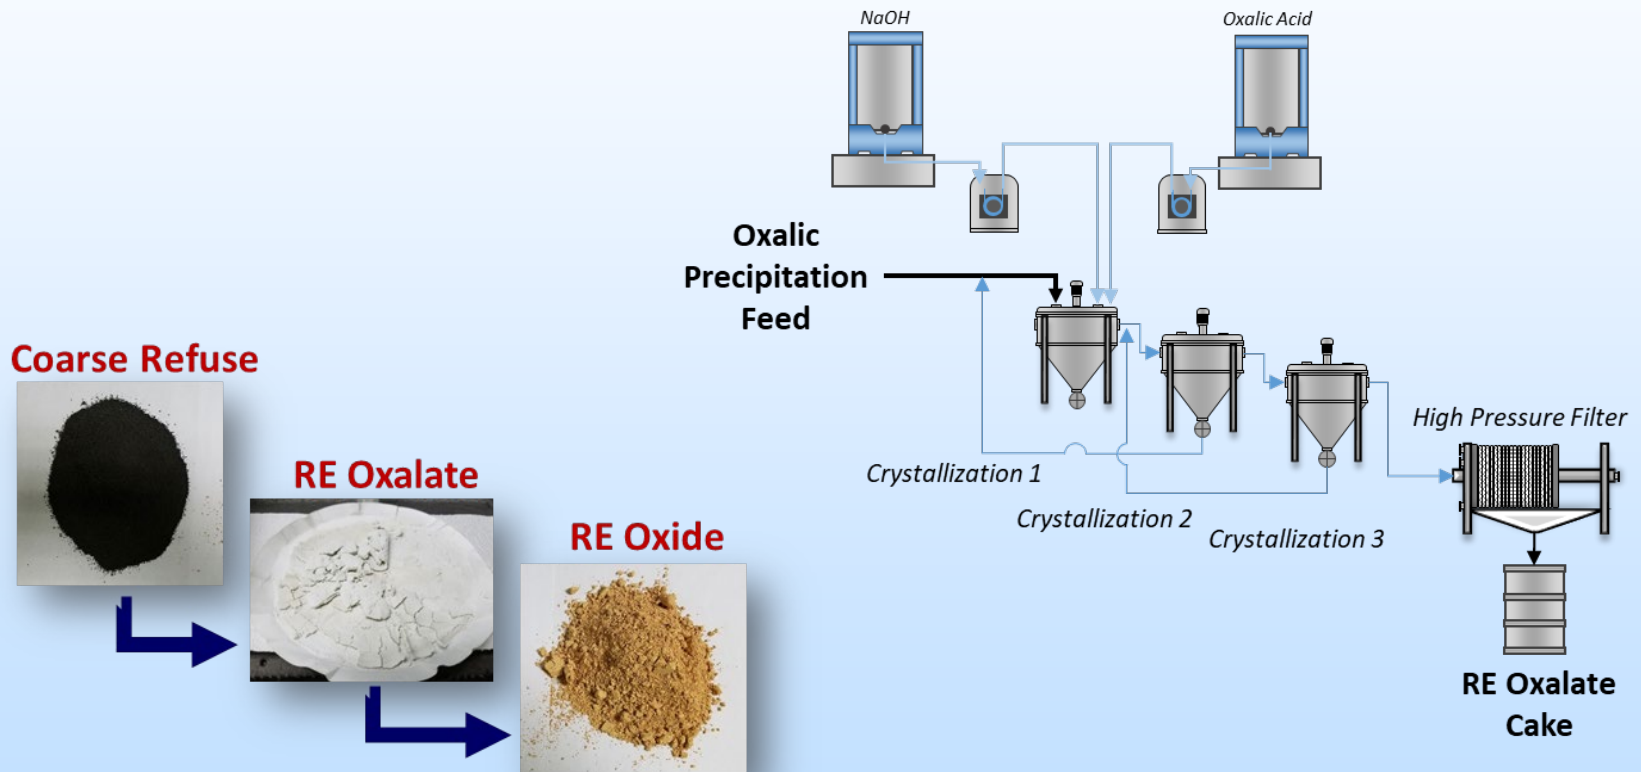 NaOH
Oxalic Acid
Oxalic
Precipitation
Feed
Coarse Refuse
RE Oxalate
RE Oxide
Crystallization 1
Crystallization 2
Crystallization 3
High Pressure Filter
RE Oxalate
Cake